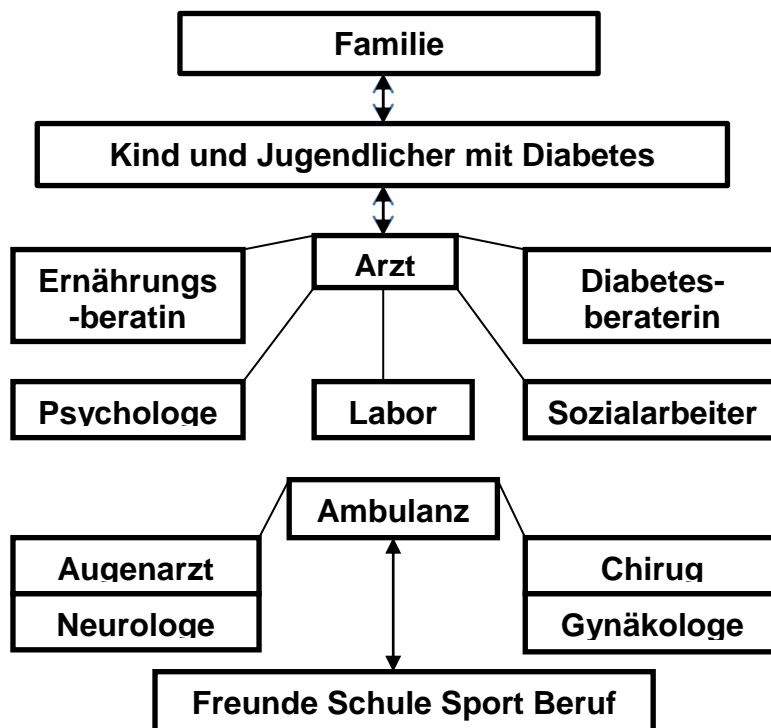 Familie
Kind und Jugendlicher mit Diabetes
Arzt
Ernährungs
-beratin
Diabetes-
beraterin
Psychologe
Labor
Sozialarbeiter
Ambulanz
Augenarzt
Chirug
Neurologe
Gynäkologe
Freunde Schule Sport Beruf